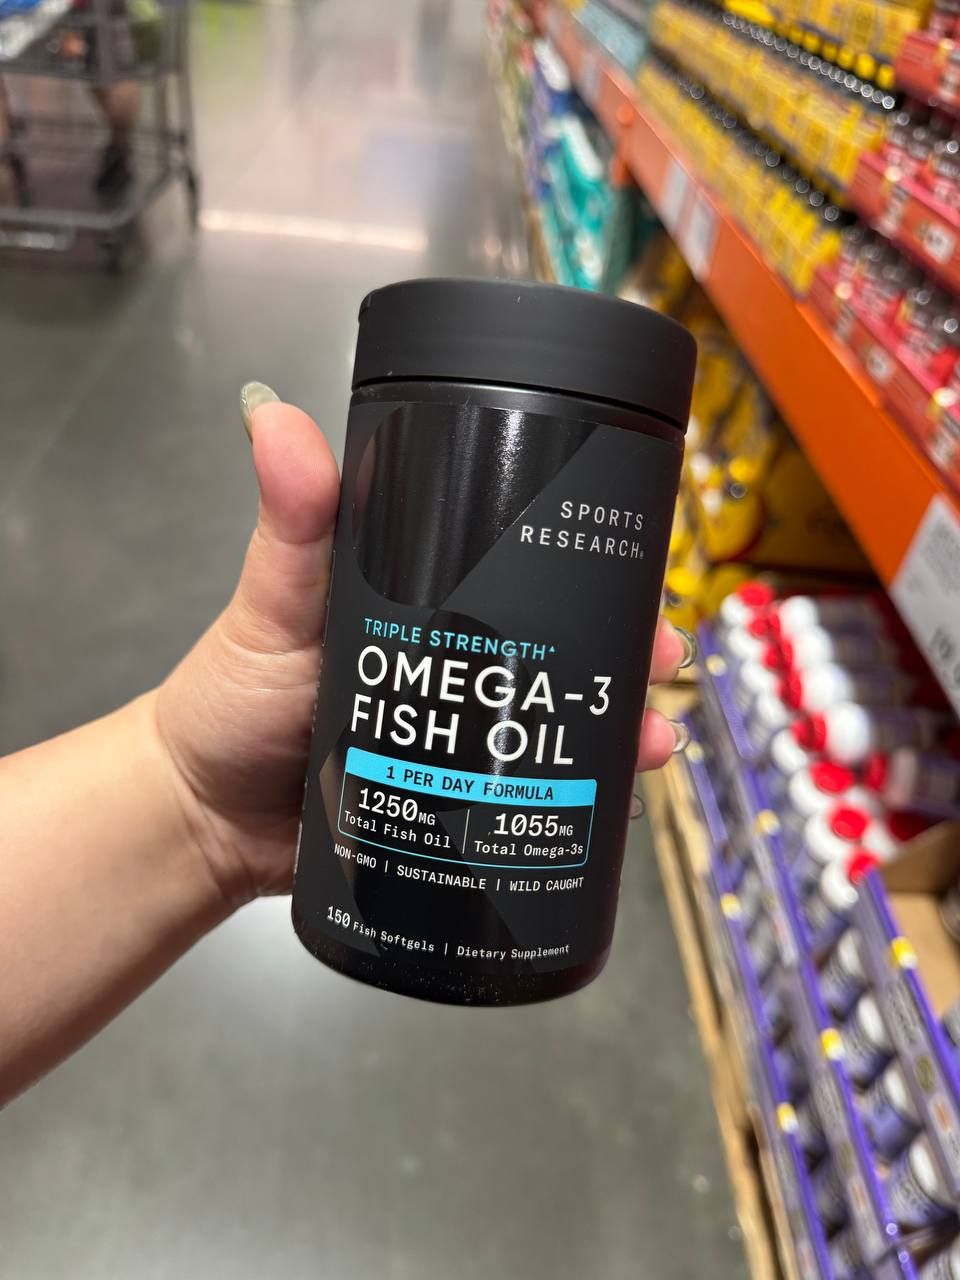 SPORTS
RESEARCH®
TRIPLE STRENGTH▲
OMEGA-3
FISH OIL
1 PER DAY FORMULA
1250MG
Total Fish Oil
1055MG
Total Omega-3s
NON-GMO | SUSTAINABLE | WILD CAUGHT
150 Fish Softgels | Dietary Supplement